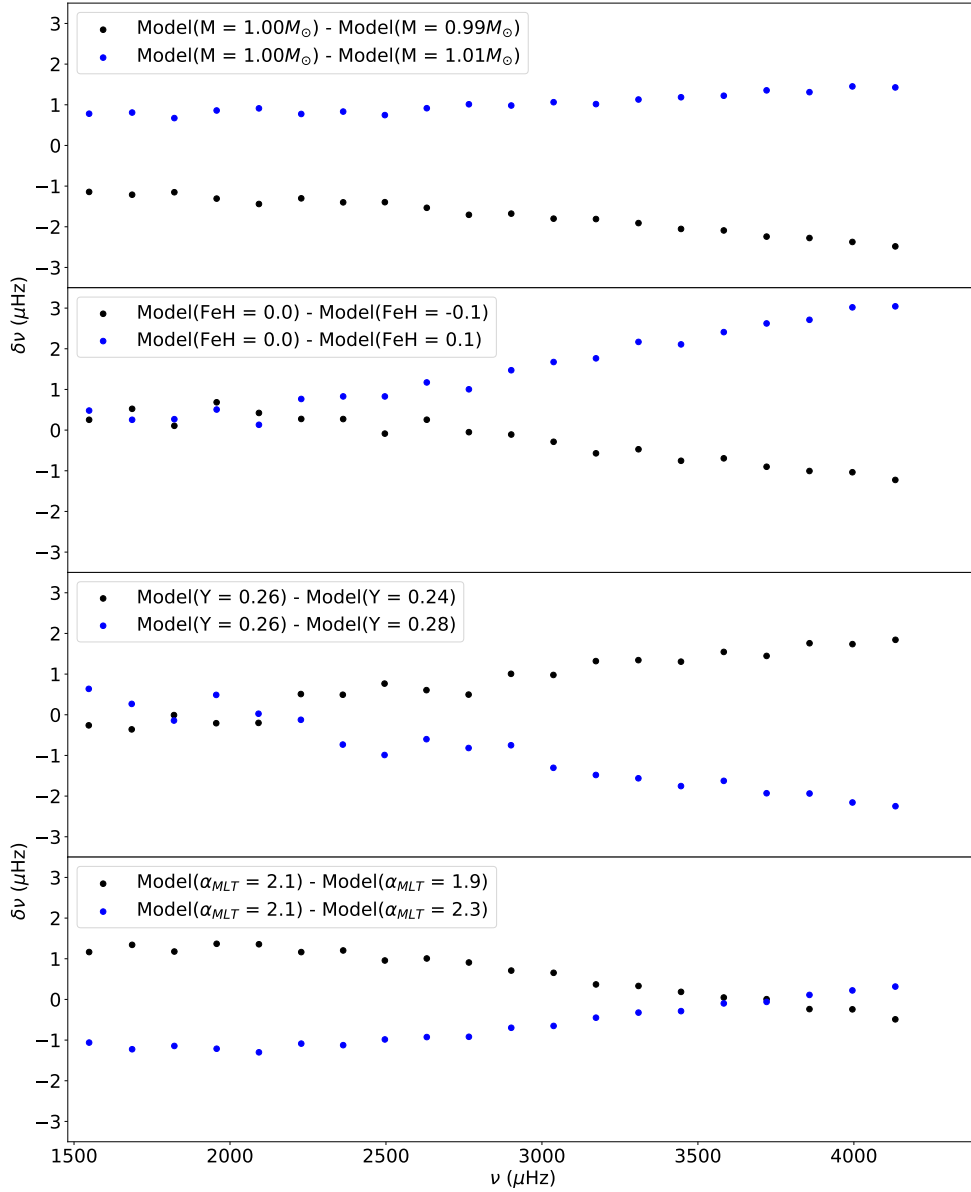 3
2
1
0
−1
−2
−3
Model(M = 1.00M⊙) - Model(M = 0.99M⊙)
Model(M = 1.00M⊙) - Model(M = 1.01M⊙)
δν (μHz)
3
2
1
0
−1
−2
−3
Model(FeH = 0.0) - Model(FeH = -0.1)
Model(FeH = 0.0) - Model(FeH = 0.1)
3
2
1
0
−1
−2
−3
Model(Y = 0.26) - Model(Y = 0.24)
Model(Y = 0.26) - Model(Y = 0.28)
δν (μHz)
3
2
1
0
−1
−2
−3
Model(αMLT = 2.1) - Model(αMLT = 1.9)
Model(αMLT = 2.1) - Model(αMLT = 2.3)
1500 2000 2500 3000 3500 4000
ν (μHz)